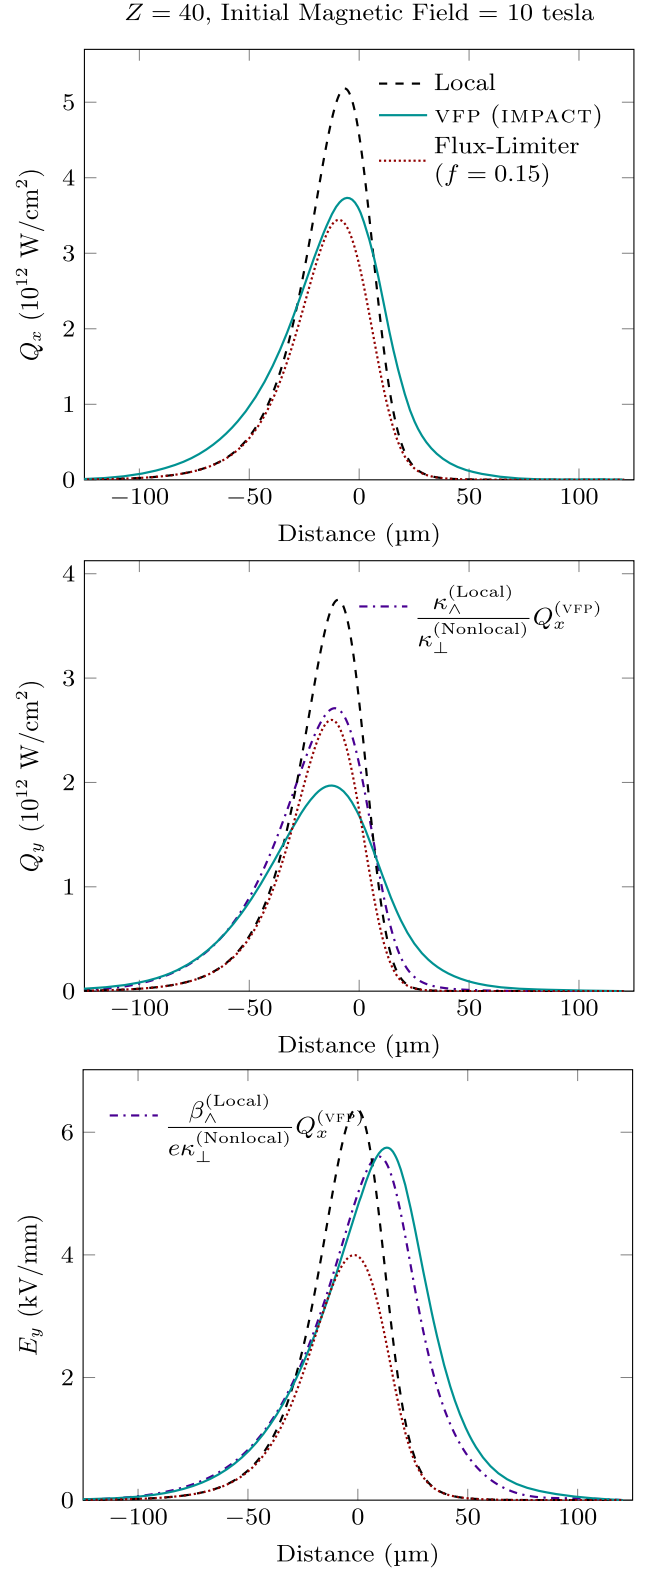 Z = 40, Initial Magnetic Field = 10 tesla
Local
VFP (IMPACT)
Flux-Limiter
(f = 0.15)
Q_x (10^12 W/cm^2)
5
4
3
2
1
0
−100 −50 0 50 100
Distance (µm)
κ_∧^(Local) / κ_⊥^(Nonlocal) Q_x^(VFP)
Q_y (10^12 W/cm^2)
4
3
2
1
0
−100 −50 0 50 100
Distance (µm)
β_∧^(Local) / eκ_⊥^(Nonlocal) Q_x^(VFP)
E_y (kV/mm)
6
4
2
0
−100 −50 0 50 100
Distance (µm)